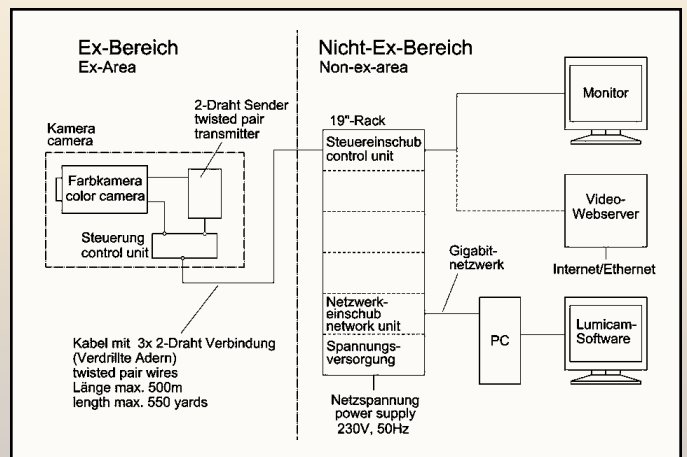 Ex-Bereich
Ex-Area
Nicht-Ex-Bereich
Non-ex-area
2-Draht Sender
twisted pair
transmitter
Kamera
camera
Farbkamera
color camera
Steuerung
control unit
Kabel mit 3x 2-Draht Verbindung
(Verdrillte Adern)
twisted pair wires
Länge max. 500m
length max. 550 yards
19"-Rack
Steuereinschub
control unit
Netzwerk-
einschub
network unit
Spannungs-
versorgung
Netzspannung
power supply
230V, 50Hz
Gigabit-
netzwerk
PC
Monitor
Video-
Webserver
Internet/Ethernet
Lumicam-
Software